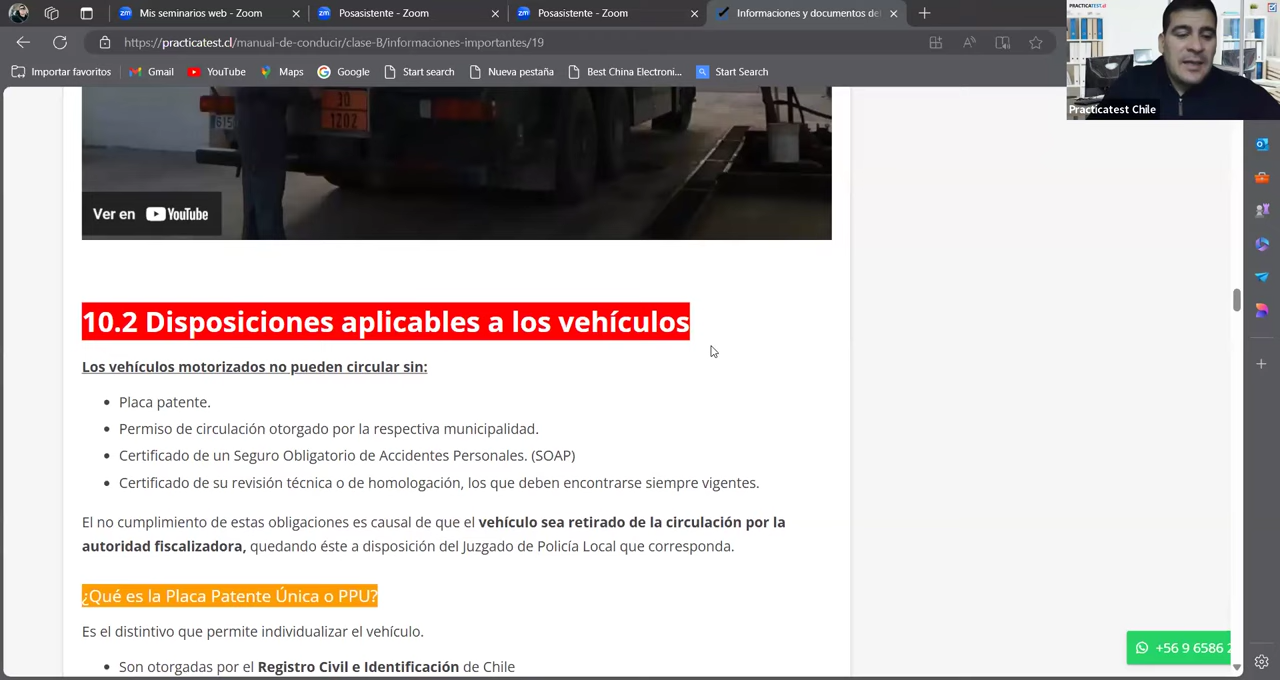 Mis seminarios web - Zoom
Posasistente - Zoom
Posasistente - Zoom
Informaciones y documentos de
https://practicatest.cl/manual-de-conducir/clase-B/informaciones-importantes/19
Importar favoritos
Gmail
YouTube
Maps
Google
Start search
Nueva pestaña
Best China Electroni...
Start Search
PRACTICATEST.cl
Practicatest Chile
30
1202
Ver en YouTube
10.2 Disposiciones aplicables a los vehículos
Los vehículos motorizados no pueden circular sin:
Placa patente.
Permiso de circulación otorgado por la respectiva municipalidad.
Certificado de un Seguro Obligatorio de Accidentes Personales. (SOAP)
Certificado de su revisión técnica o de homologación, los que deben encontrarse siempre vigentes.
El no cumplimiento de estas obligaciones es causal de que el vehículo sea retirado de la circulación por la
autoridad fiscalizadora, quedando éste a disposición del Juzgado de Policía Local que corresponda.
¿Qué es la Placa Patente Única o PPU?
Es el distintivo que permite individualizar el vehículo.
Son otorgadas por el Registro Civil e Identificación de Chile
+56 9 6586